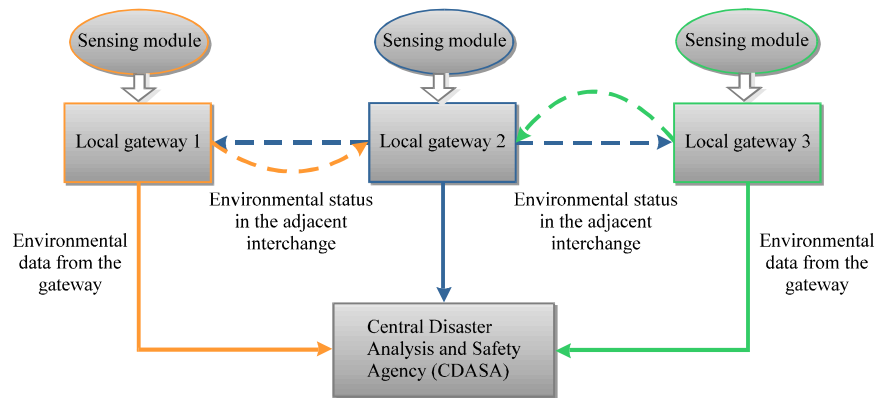 Sensing module
Sensing module
Sensing module
Local gateway 1
Local gateway 2
Local gateway 3
Environmental status
in the adjacent
interchange
Environmental status
in the adjacent
interchange
Environmental
data from the
gateway
Environmental
data from the
gateway
Central Disaster
Analysis and Safety
Agency (CDASA)